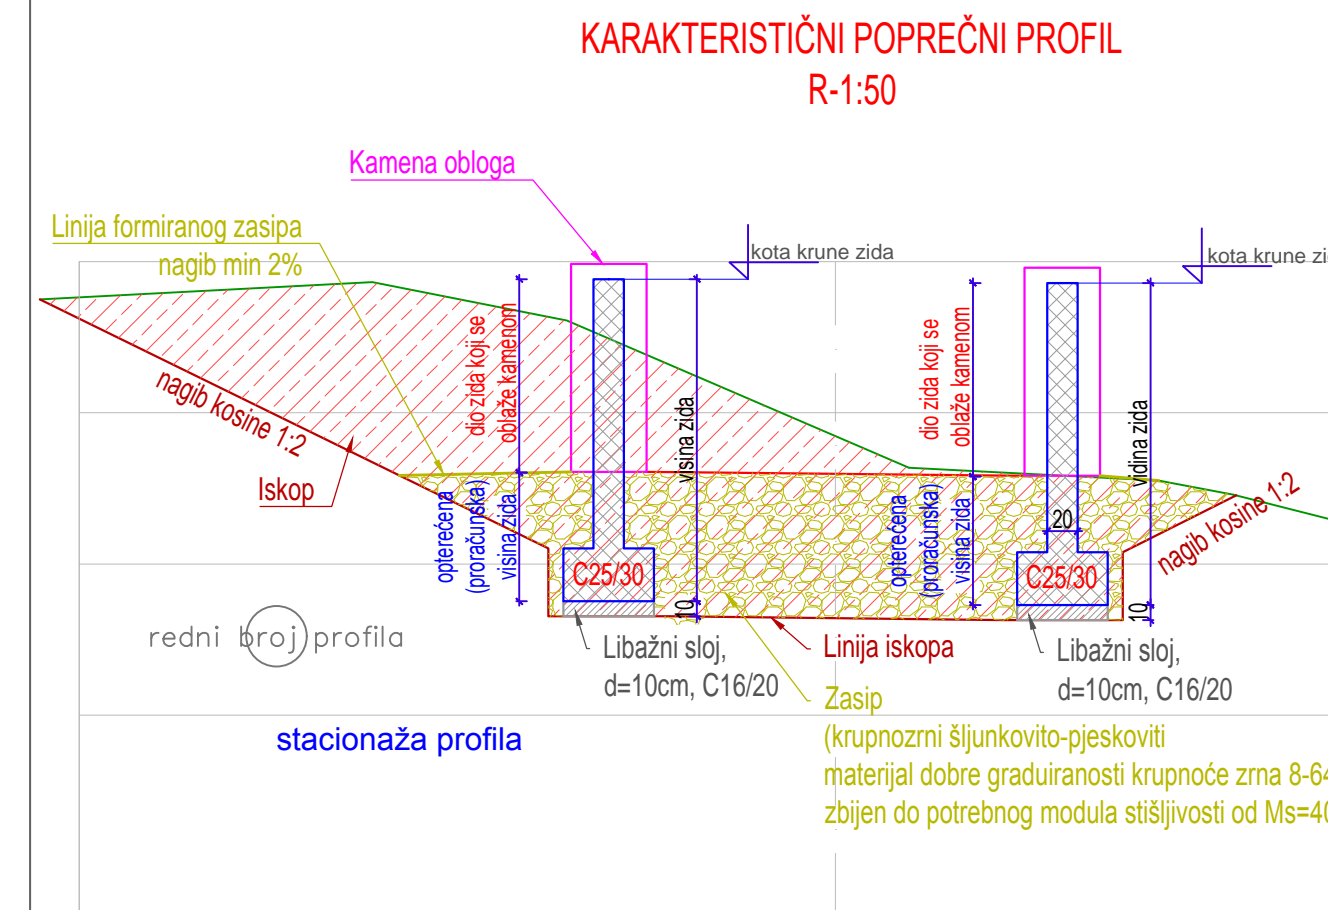 KARAKTERISTIČNI POPREČNI PROFIL
R-1:50
Kamena obloga
Linija formiranog zasipa
nagib min 2%
kota krune zida
kota krune zi
dio zida koji se
oblaže kamenom
dio zida koji se
oblaže kamenom
nagib kosine 1:2
visina zida
vidina zida
Iskop
opterećena
(proračunska)
visina zida
opterećena
(proračunska)
visina zida
20
nagib kosine 1:2
C25/30
C25/30
10
10
redni broj profila
Libažni sloj,
d=10cm, C16/20
Linija iskopa
Libažni sloj,
d=10cm, C16/20
stacionaža profila
Zasip
(krupnozrni šljunkovito-pjeskoviti
materijal dobre graduiranosti krupnoće zrna 8-64
zbijen do potrebnog modula stišljivosti od Ms=40